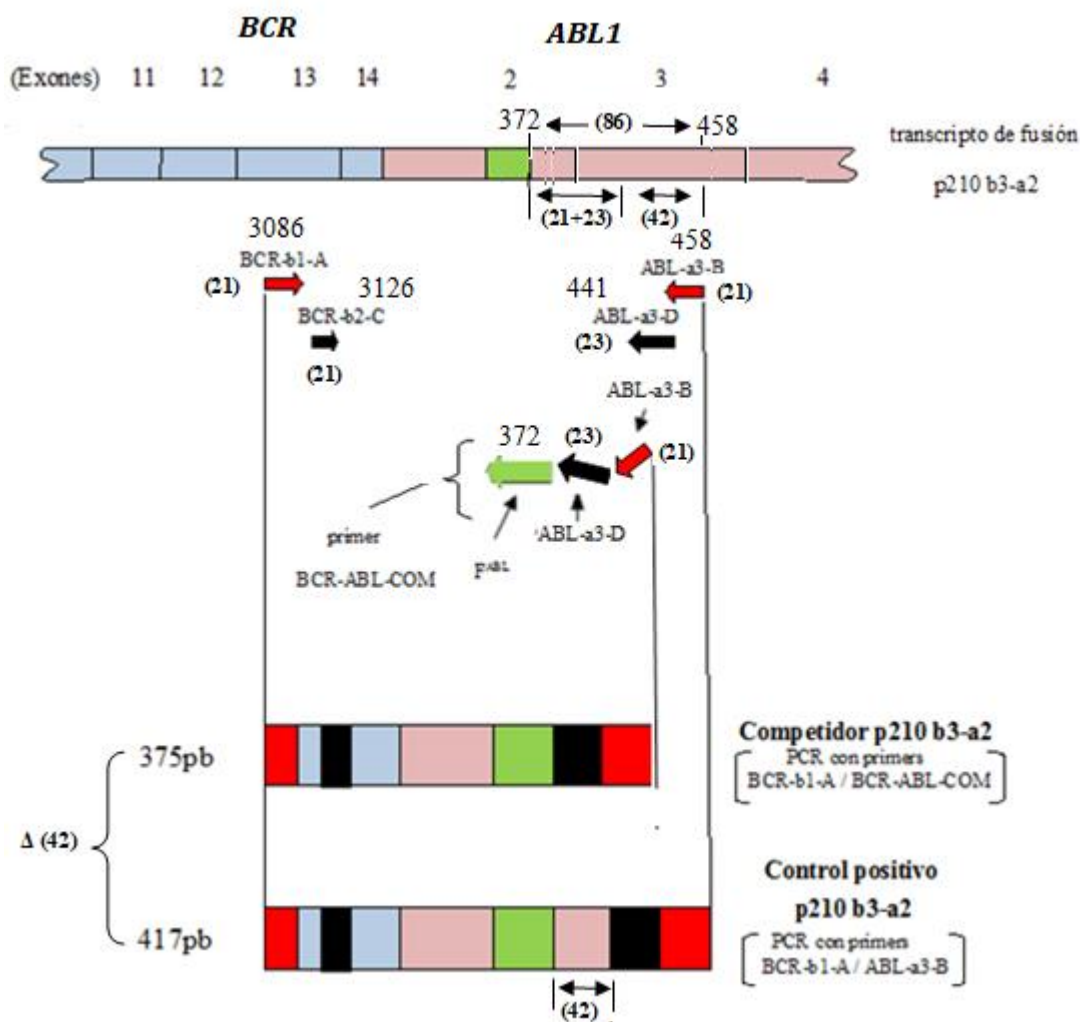 BCR ABL1
(Exones) 11 12 13 14 2 3 4
372 (86) 458
transcripto de fusión
p210 b3-a2
(21+23) (42)
3086 458
BCR-b1-A ABL-a3-B
(21) (21)
3126 441
BCR-b2-C ABL-a3-D
(23)
(21)
ABL-a3-B
372 (23) (21)
primer
BCR-ABL-COM
pABL
ABL-a3-D
375pb
Competidor p210 b3-a2
PCR con primers
BCR-b1-A / BCR-ABL-COM
Δ (42)
Control positivo
p210 b3-a2
417pb
PCR con primers
BCR-b1-A / ABL-a3-B
(42)